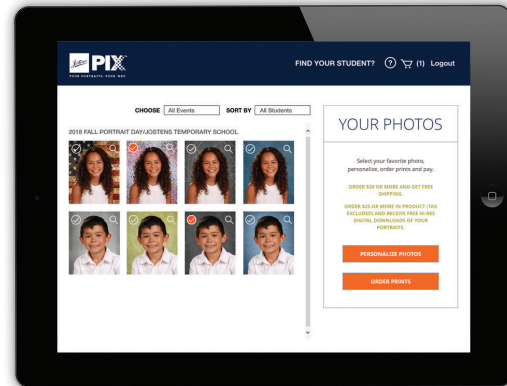 Jostens PIX
YOUR PORTRAITS. YOUR WAY.
FIND YOUR STUDENT? ? (1) Logout
CHOOSE All Events SORT BY All Students
2018 FALL PORTRAIT DAY/JOSTENS TEMPORARY SCHOOL
YOUR PHOTOS
Select your favorite photo,
personalize, order prints and pay.
ORDER $20 OR MORE AND GET FREE
SHIPPING.
ORDER $25 OR MORE IN PRODUCT (TAX
EXCLUDED) AND RECEIVE FREE HI-RES
DIGITAL DOWNLOADS OF YOUR
PORTRAITS.
PERSONALIZE PHOTOS
ORDER PRINTS